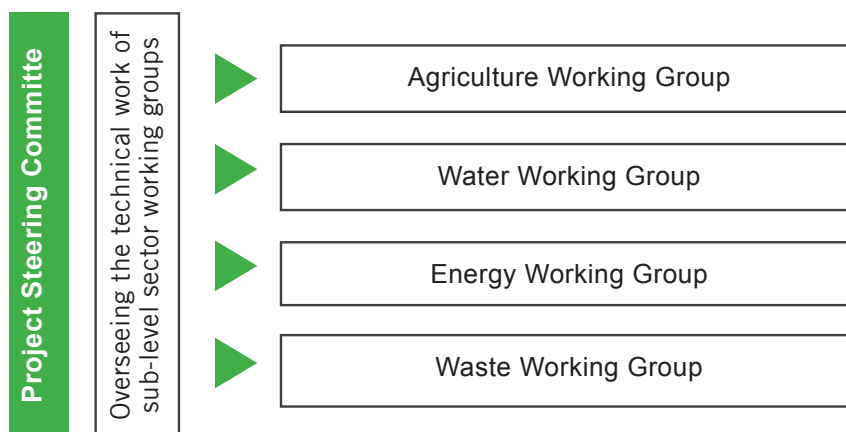 Project Steering Committe
Overseeing the technical work of
sub-level sector working groups
Agriculture Working Group
Water Working Group
Energy Working Group
Waste Working Group